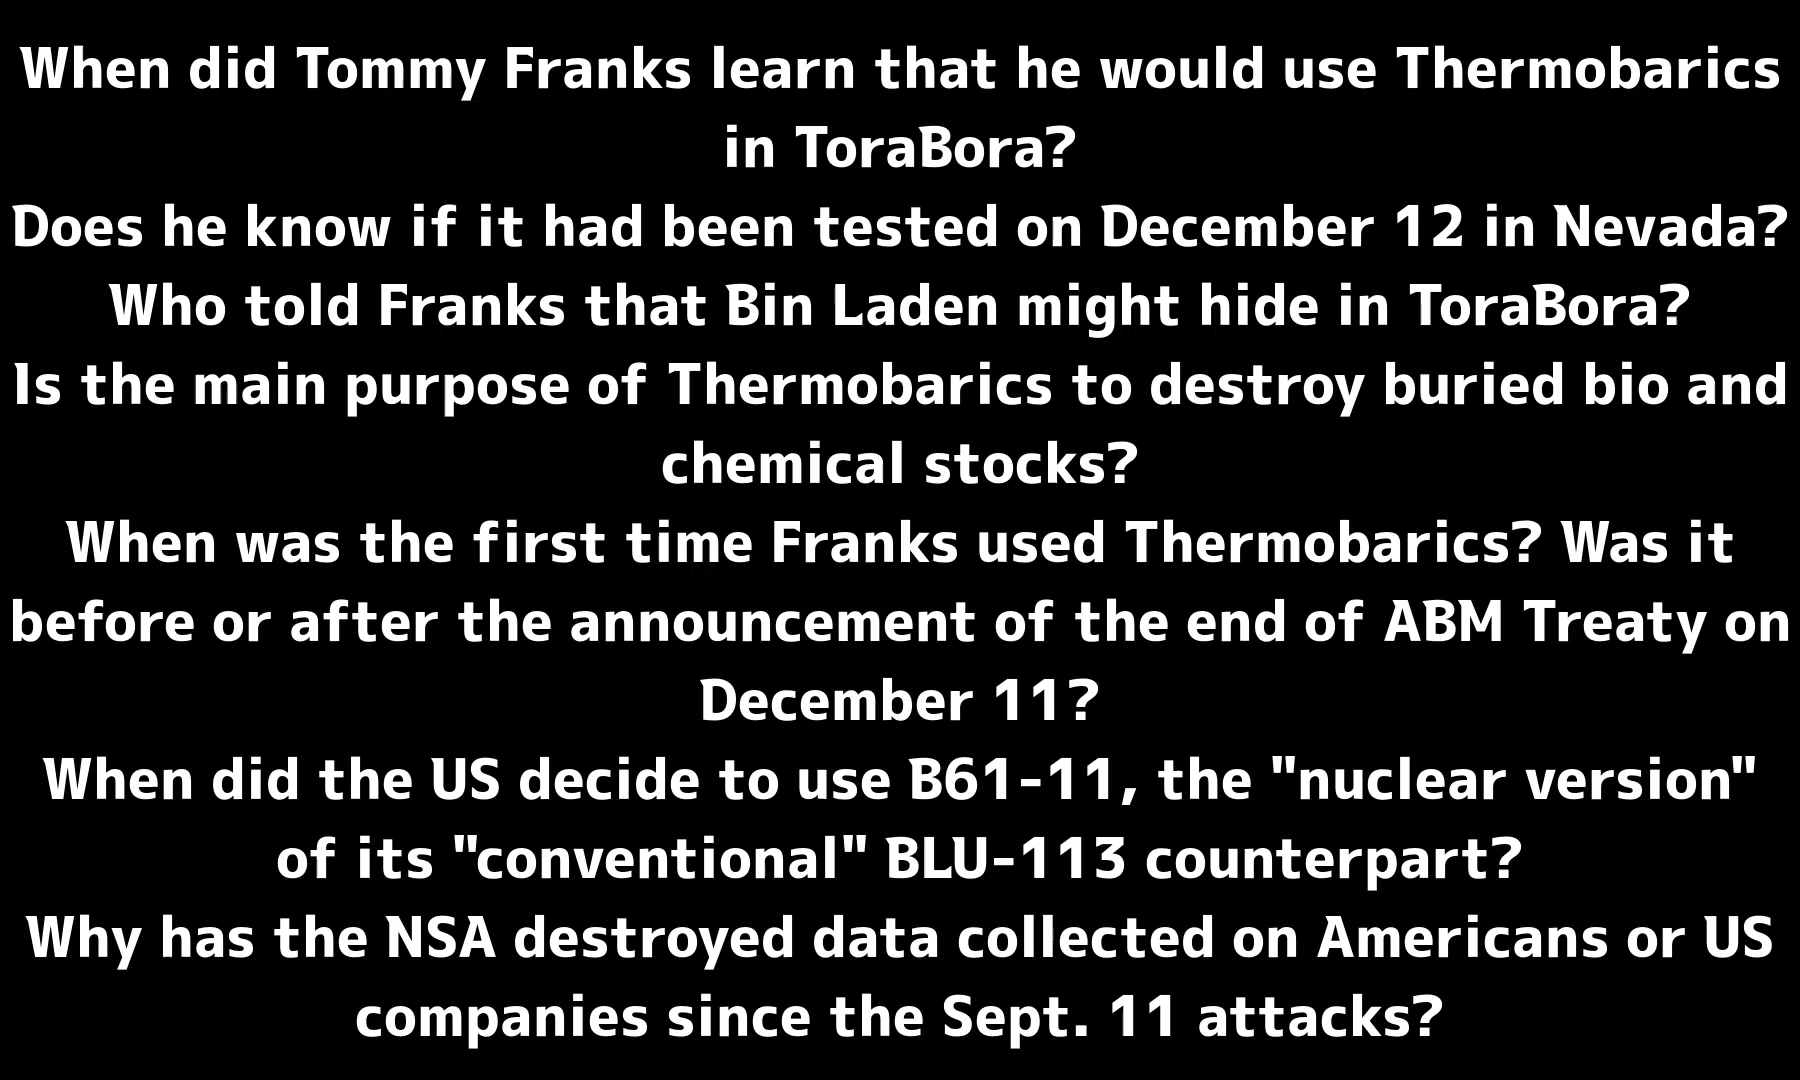 When did Tommy Franks learn that he would use Thermobarics
in ToraBora?
Does he know if it had been tested on December 12 in Nevada?
Who told Franks that Bin Laden might hide in ToraBora?
Is the main purpose of Thermobarics to destroy buried bio and
chemical stocks?
When was the first time Franks used Thermobarics? Was it
before or after the announcement of the end of ABM Treaty on
December 11?
When did the US decide to use B61-11, the "nuclear version"
of its "conventional" BLU-113 counterpart?
Why has the NSA destroyed data collected on Americans or US
companies since the Sept. 11 attacks?